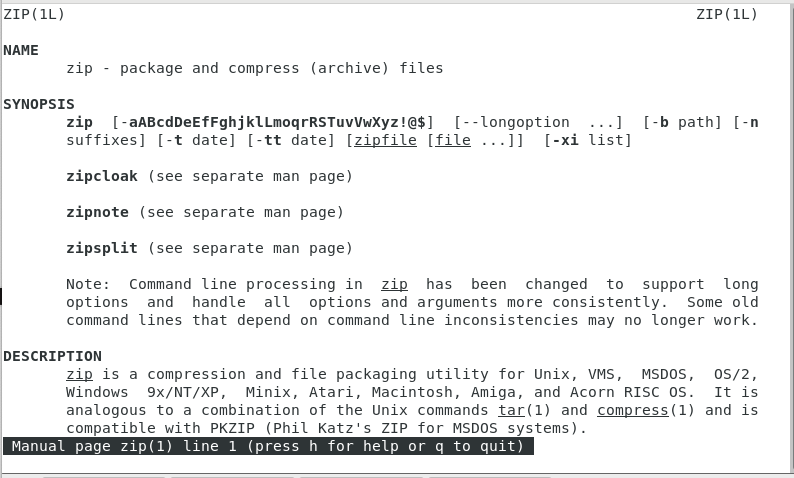 ZIP(1L) ZIP(1L)
NAME
zip - package and compress (archive) files
SYNOPSIS
zip [-aABcdDeEfFghjklLmoqrRSTuvVwXyz!@$] [--longoption ...] [-b path] [-n
suffixes] [-t date] [-tt date] [zipfile [file ...]] [-xi list]
zipcloak (see separate man page)
zipnote (see separate man page)
zipsplit (see separate man page)
Note: Command line processing in zip has been changed to support long
options and handle all options and arguments more consistently. Some old
command lines that depend on command line inconsistencies may no longer work.
DESCRIPTION
zip is a compression and file packaging utility for Unix, VMS, MSDOS, OS/2,
Windows 9x/NT/XP, Minix, Atari, Macintosh, Amiga, and Acorn RISC OS. It is
analogous to a combination of the Unix commands tar(1) and compress(1) and is
compatible with PKZIP (Phil Katz's ZIP for MSDOS systems).
Manual page zip(1) line 1 (press h for help or q to quit)